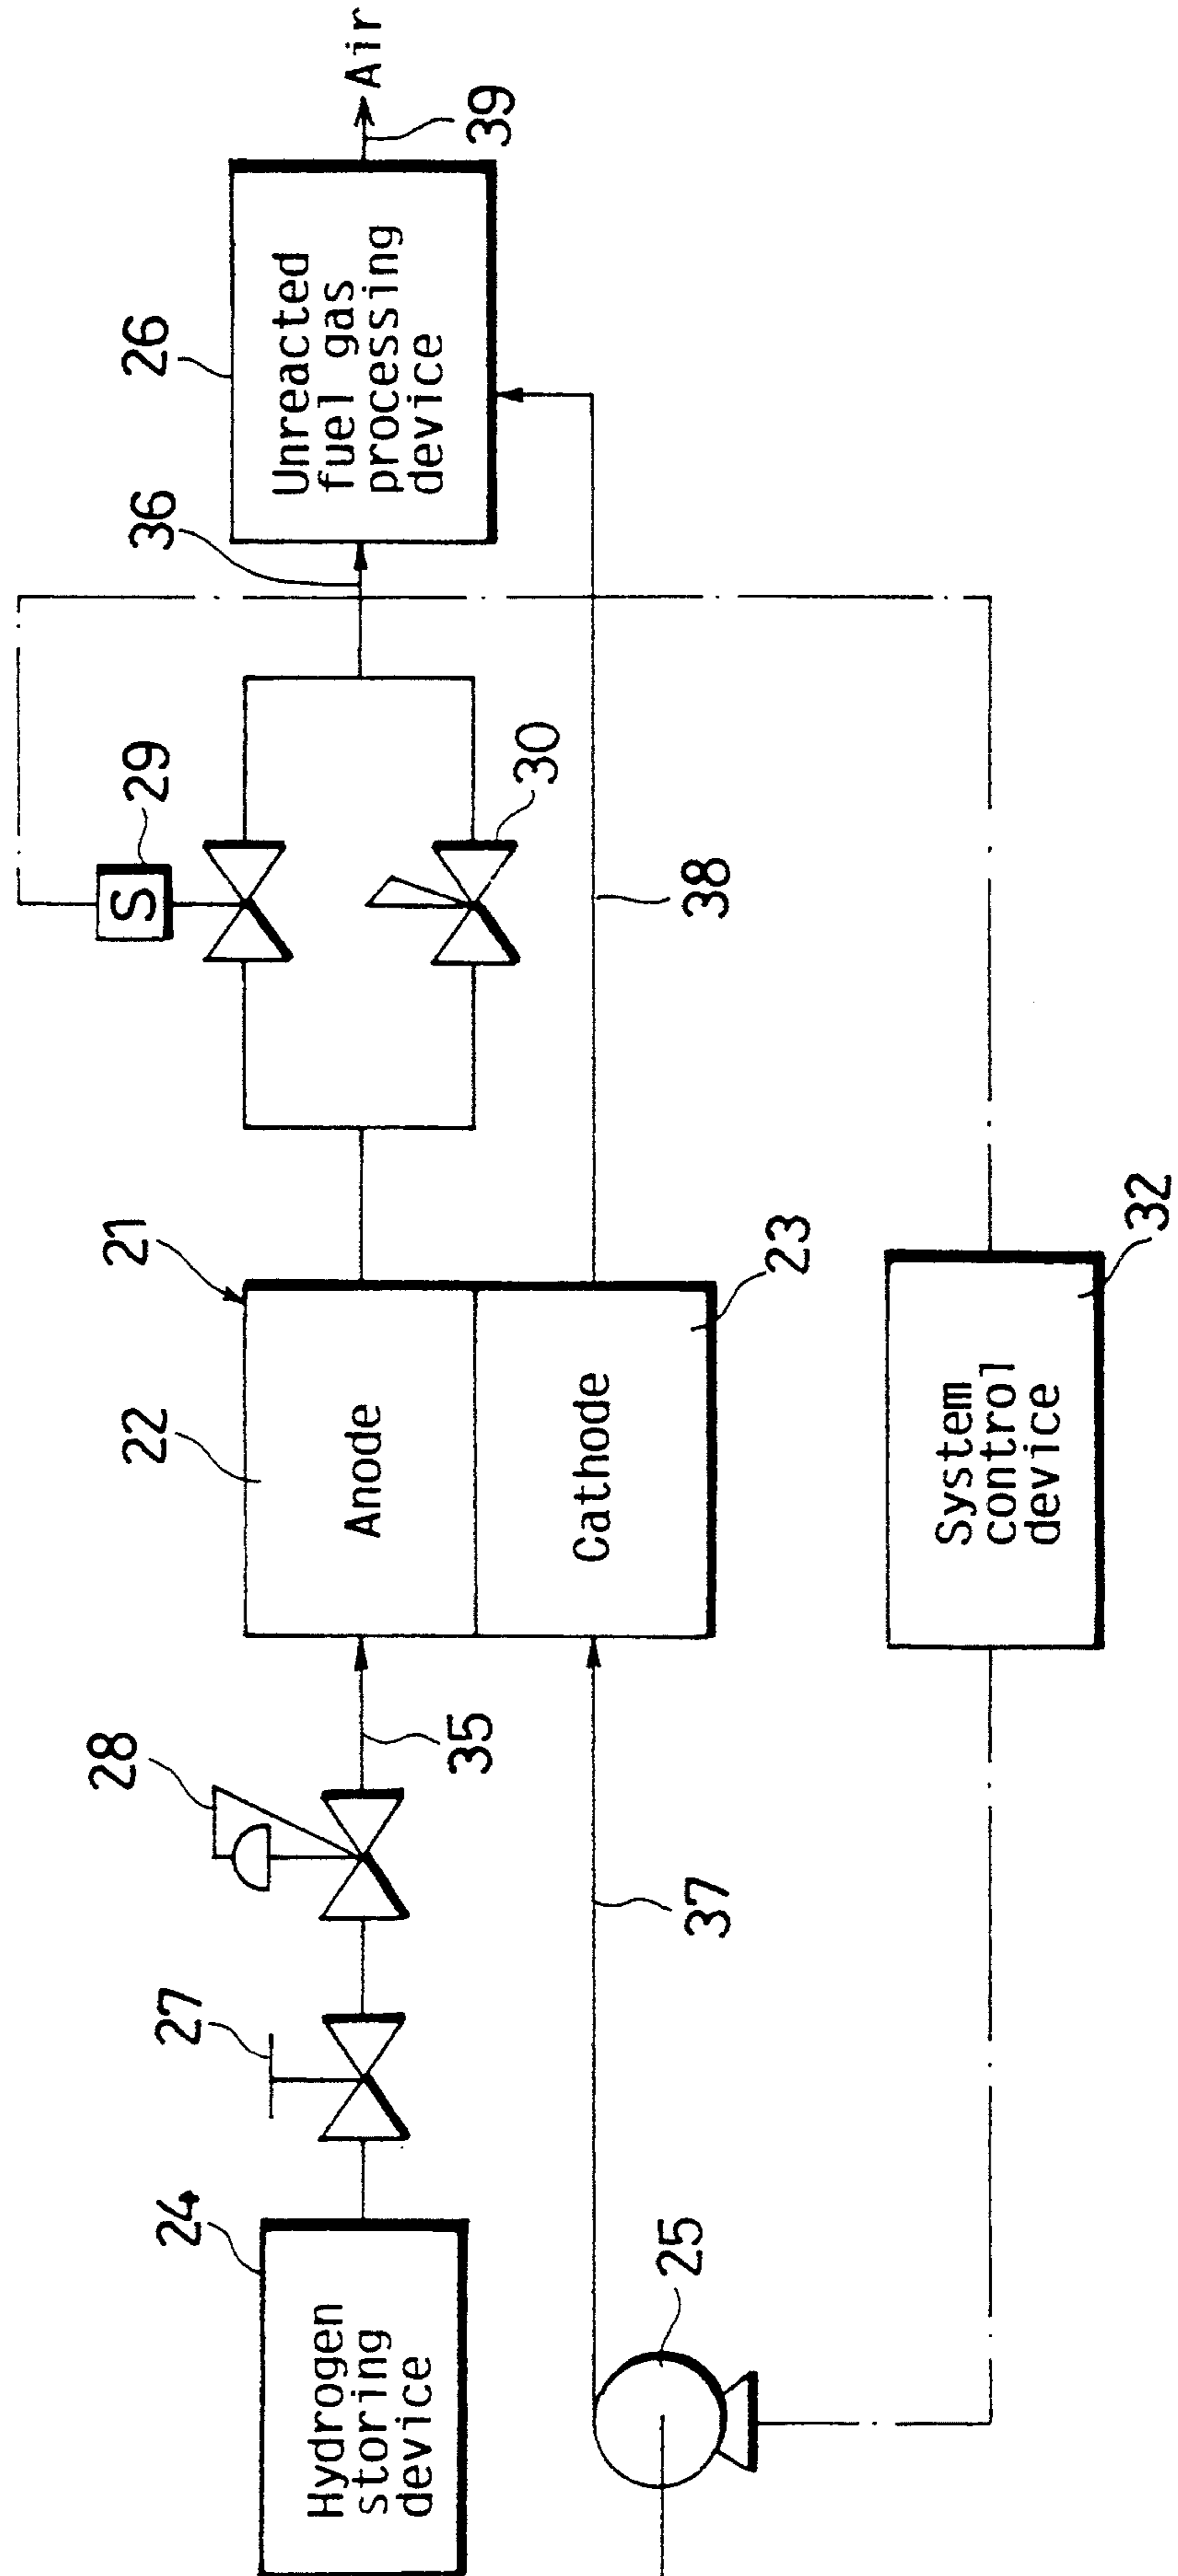 24
27
28
22
21
29
36
26
Hydrogen
storing
device
35
Anode
S
Unreacted
fuel gas
processing
device
Air
39
Cathode
30
25
37
23
38
System
control
device
32